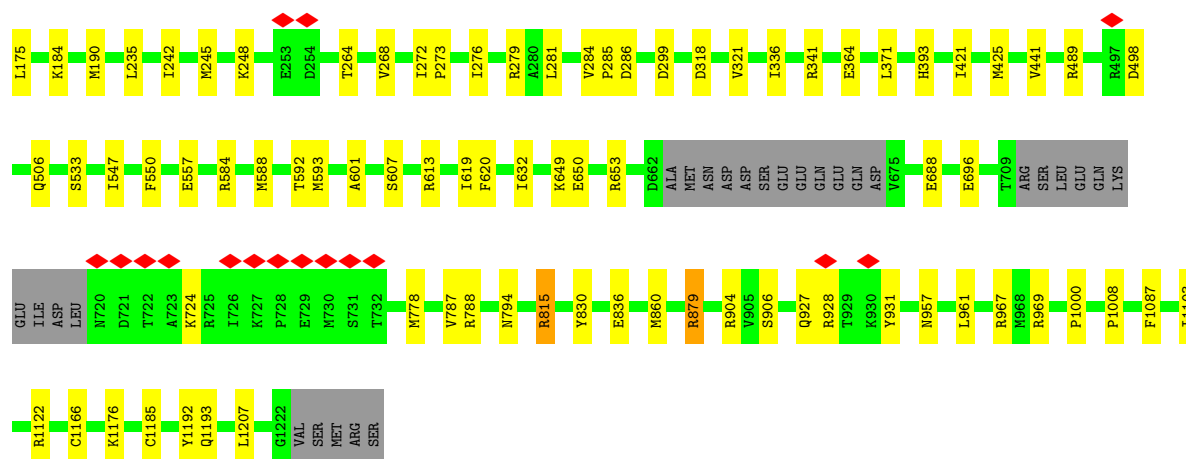 L175 K184 M190 L235 I242 M245 K248 E253 D254 T264 V268 I272 P273 I276 R279 A280 L281 V284 P285 D286 D299 D318 V321 I336 R341 E364 L371 H393 I421 M425 V441 R489 R497 D498
Q506 S533 I547 F550 E557 R584 M588 T592 M593 A601 S607 R613 I619 F620 I632 K649 E650 R653 D662 ALA MET ASN ASP ASP SER GLU GLU GLN GLU GLN ASP V675 E688 E696 T709 ARG SER LEU GLU GLN LYS
GLU ILE ASP LEU N720 D721 T722 A723 K724 R725 I726 K727 P728 E729 M730 S731 T732 M778 V787 R788 N794 R815 Y830 E836 M860 R879 R904 V905 S906 Q927 R928 T929 K930 Y931 N957 L961 R967 M968 R969 P1000 P1008 F1087
R1122 C1166 K1176 C1185 Y1192 Q1193 L1207 G1222 VAL SER MET ARG SER